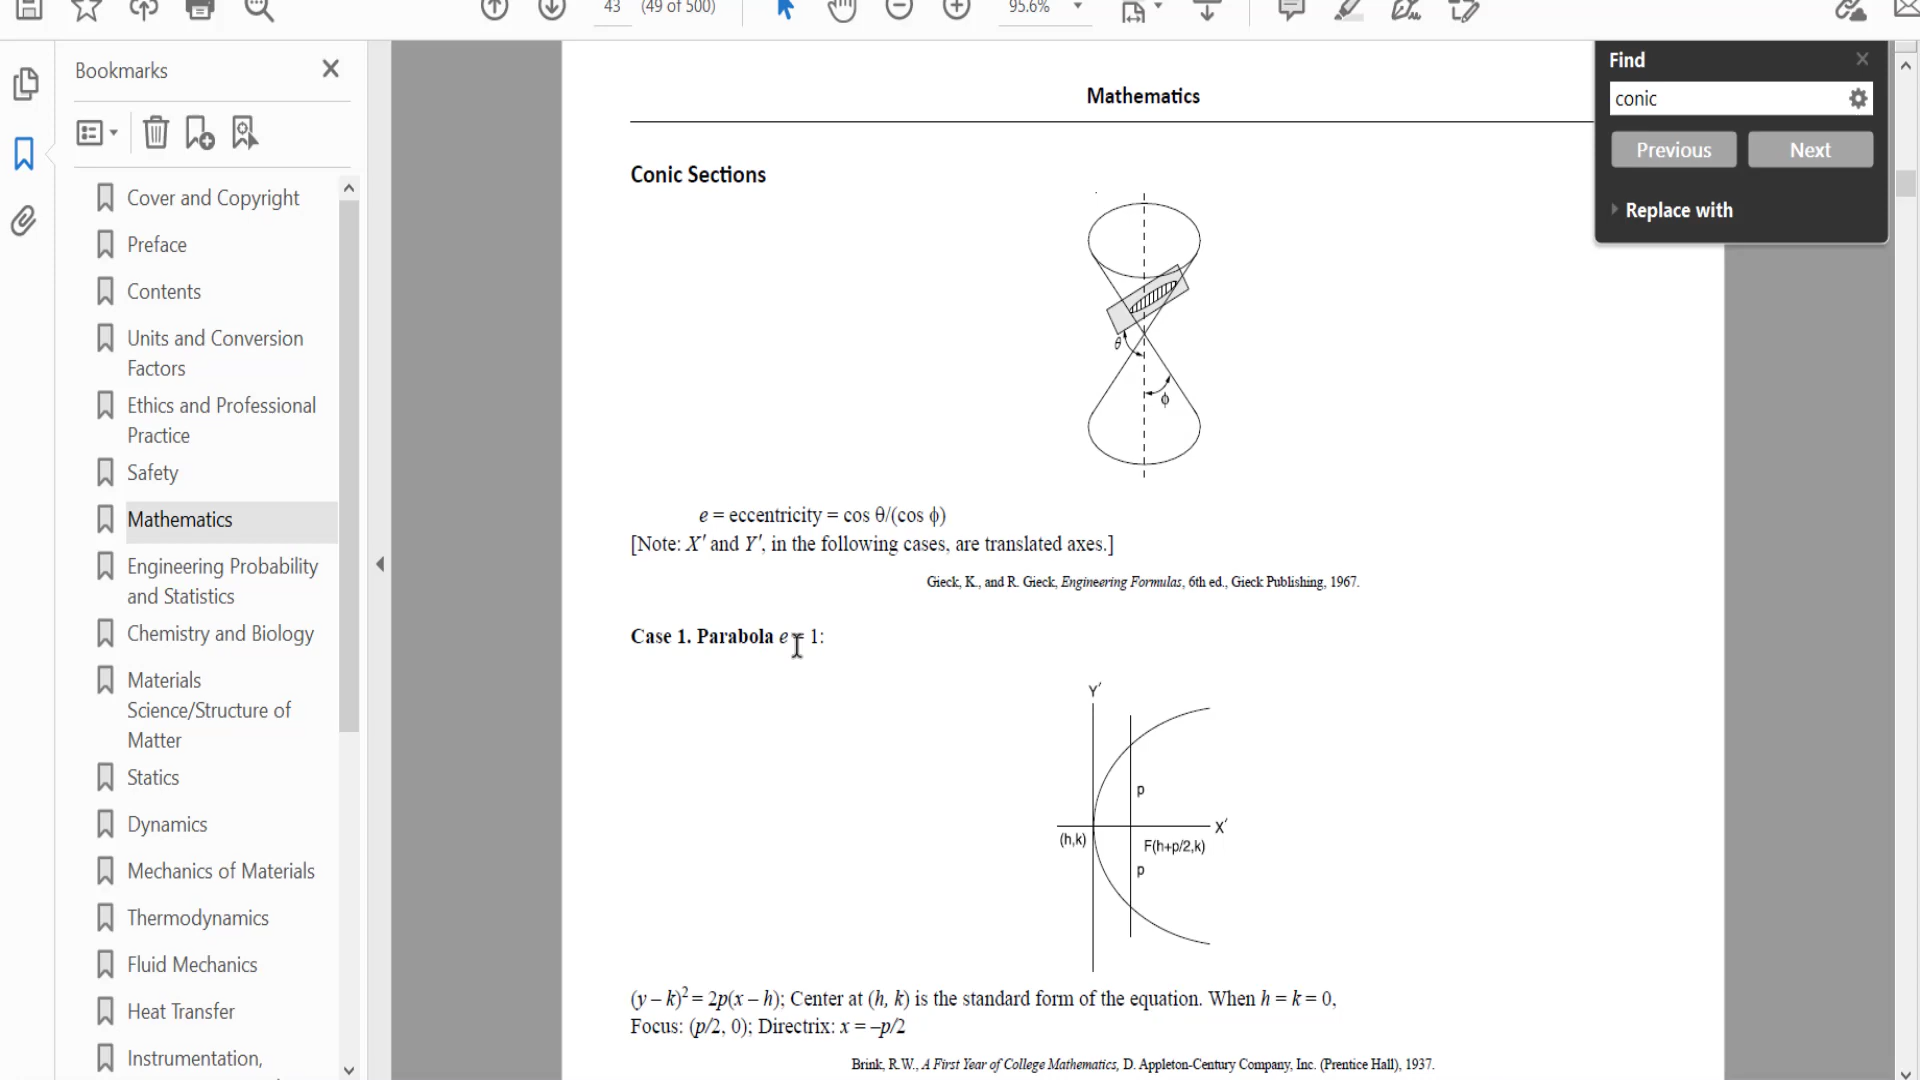 43 (49 of 500)
95.6%
Bookmarks
Cover and Copyright
Preface
Contents
Units and Conversion
Factors
Ethics and Professional
Practice
Safety
Mathematics
Engineering Probability
and Statistics
Chemistry and Biology
Materials
Science/Structure of
Matter
Statics
Dynamics
Mechanics of Materials
Thermodynamics
Fluid Mechanics
Heat Transfer
Instrumentation,
Mathematics
Conic Sections
θ
ϕ
e = eccentricity = cos θ/(cos ϕ)
[Note: X′ and Y′, in the following cases, are translated axes.]
Gieck, K., and R. Gieck, Engineering Formulas, 6th ed., Gieck Publishing, 1967.
Case 1. Parabola e = 1:
Y′
p
X′
(h,k)
F(h+p/2,k)
p
(y – k)² = 2p(x – h); Center at (h, k) is the standard form of the equation. When h = k = 0,
Focus: (p/2, 0); Directrix: x = –p/2
Brink, R.W., A First Year of College Mathematics, D. Appleton-Century Company, Inc. (Prentice Hall), 1937.
Find
conic
Previous
Next
Replace with